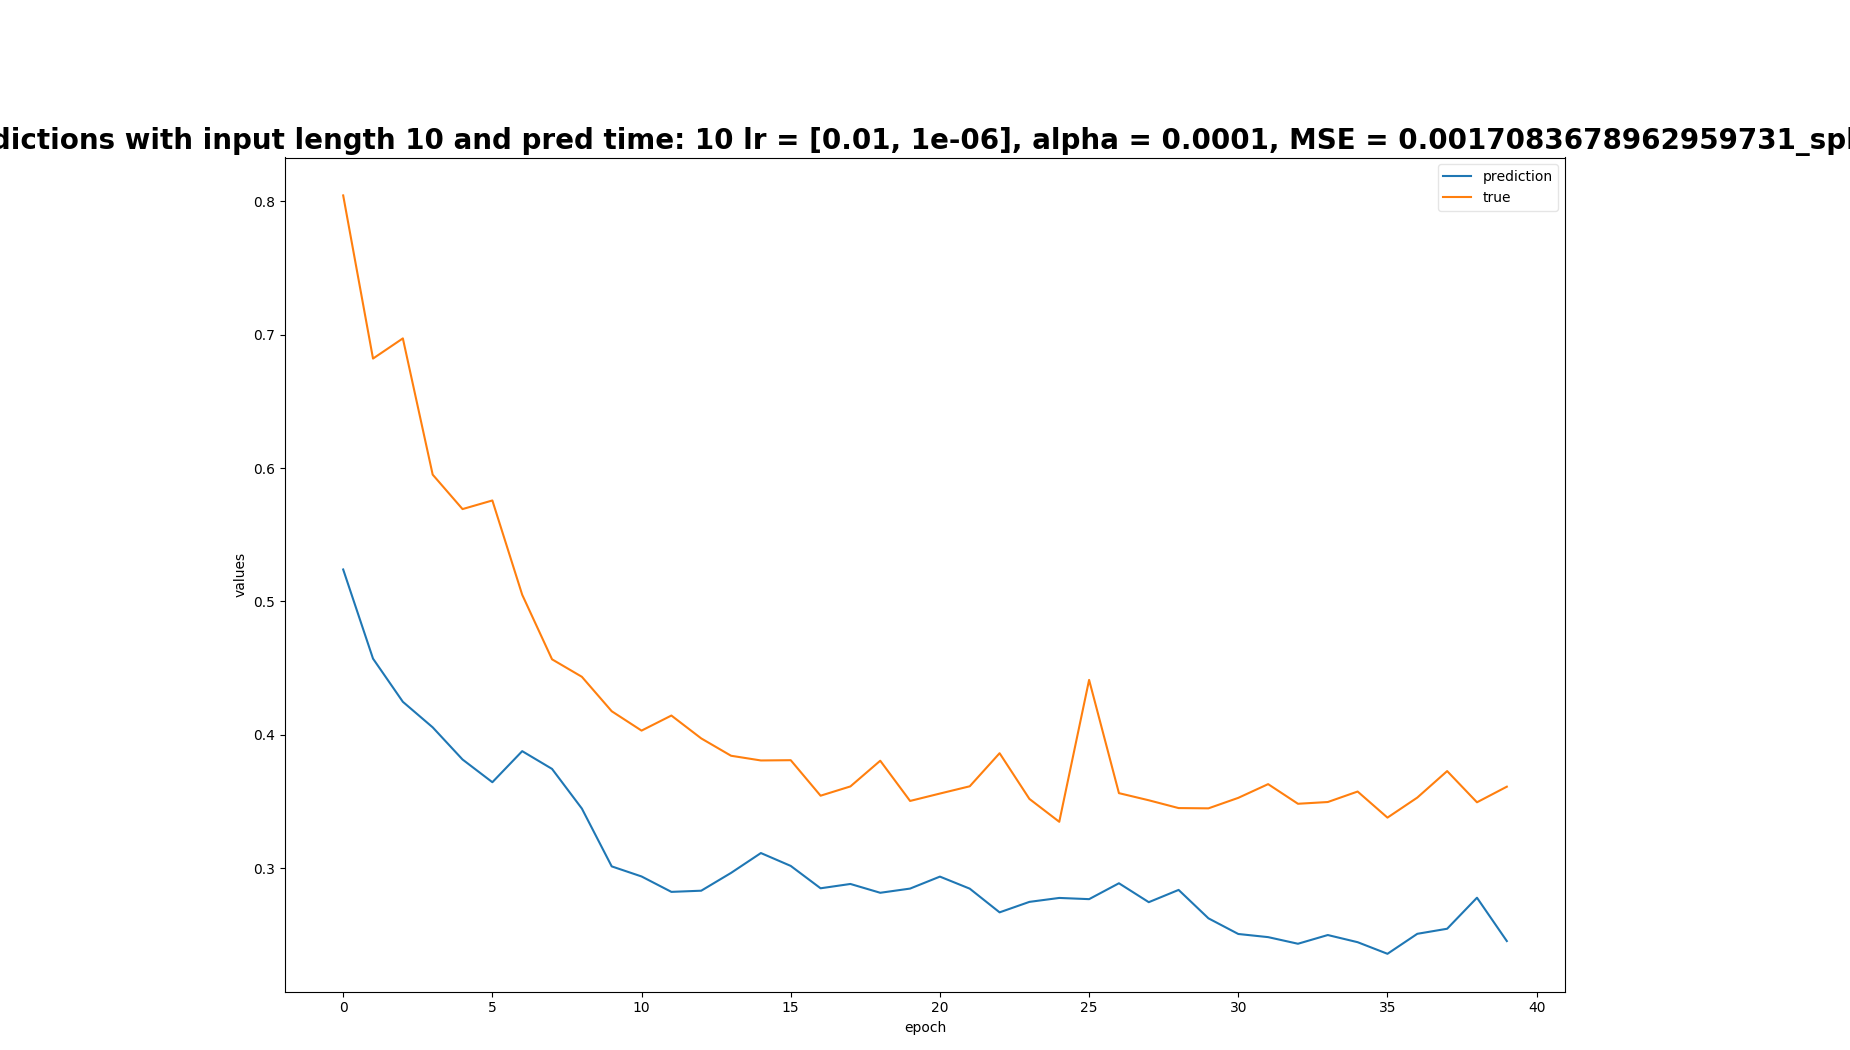 dictions with input length 10 and pred time: 10 lr = [0.01, 1e-06], alpha = 0.0001, MSE = 0.0017083678962959731_spl
prediction
true
0.8
0.7
0.6
0.5
0.4
0.3
values
0 5 10 15 20 25 30 35 40
epoch